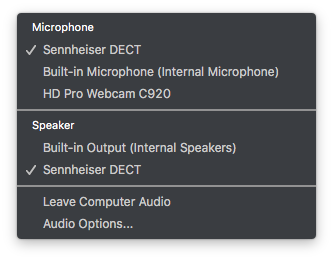 Microphone
Sennheiser DECT
Built-in Microphone (Internal Microphone)
HD Pro Webcam C920
Speaker
Built-in Output (Internal Speakers)
Sennheiser DECT
Leave Computer Audio
Audio Options...